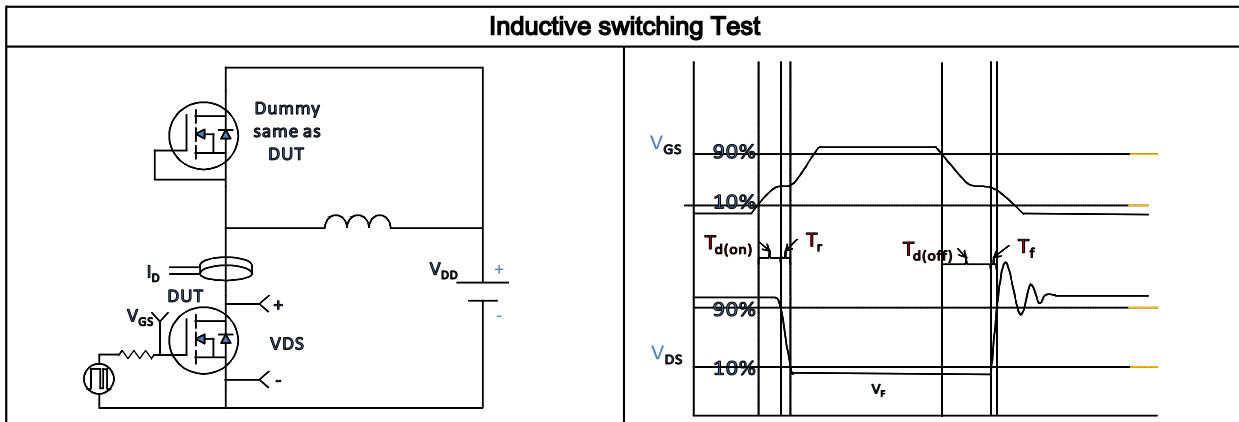 Inductive switching Test
Dummy
same as
DUT
I_D
DUT
V_GS
+
VDS
-
V_DD
+
-
V_GS
90%
10%
T_d(on)
T_r
T_d(off)
T_f
90%
V_DS
10%
V_F